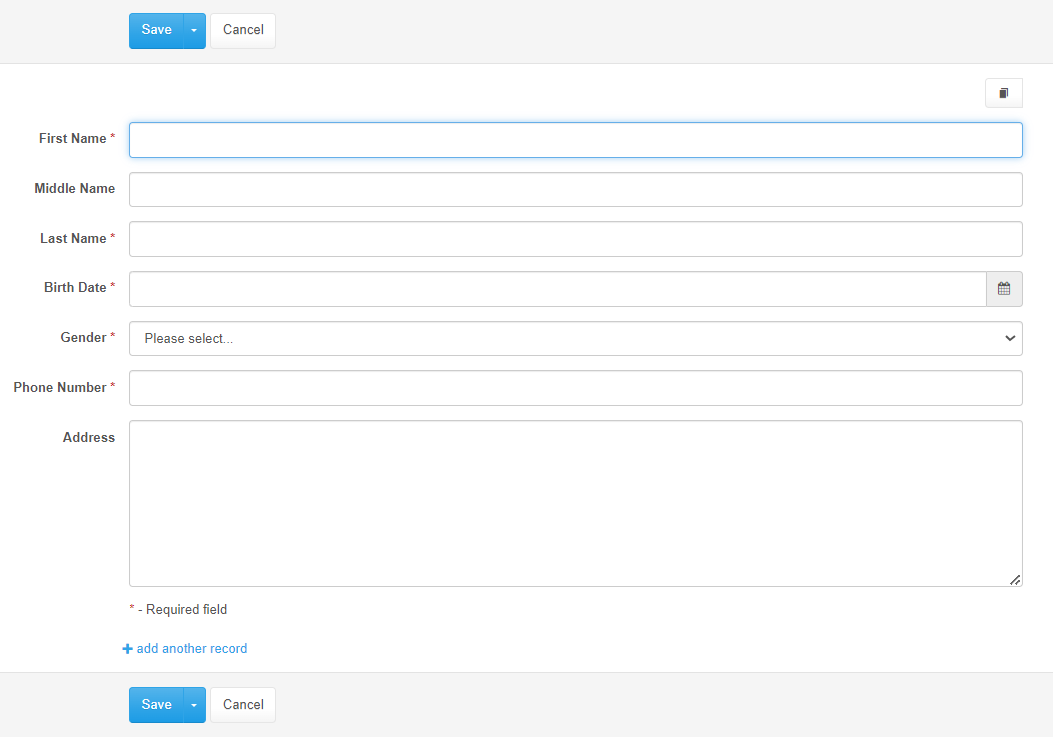 Save Cancel
First Name *
Middle Name
Last Name *
Birth Date *
Gender * Please select...
Phone Number *
Address
* - Required field
add another record
Save Cancel